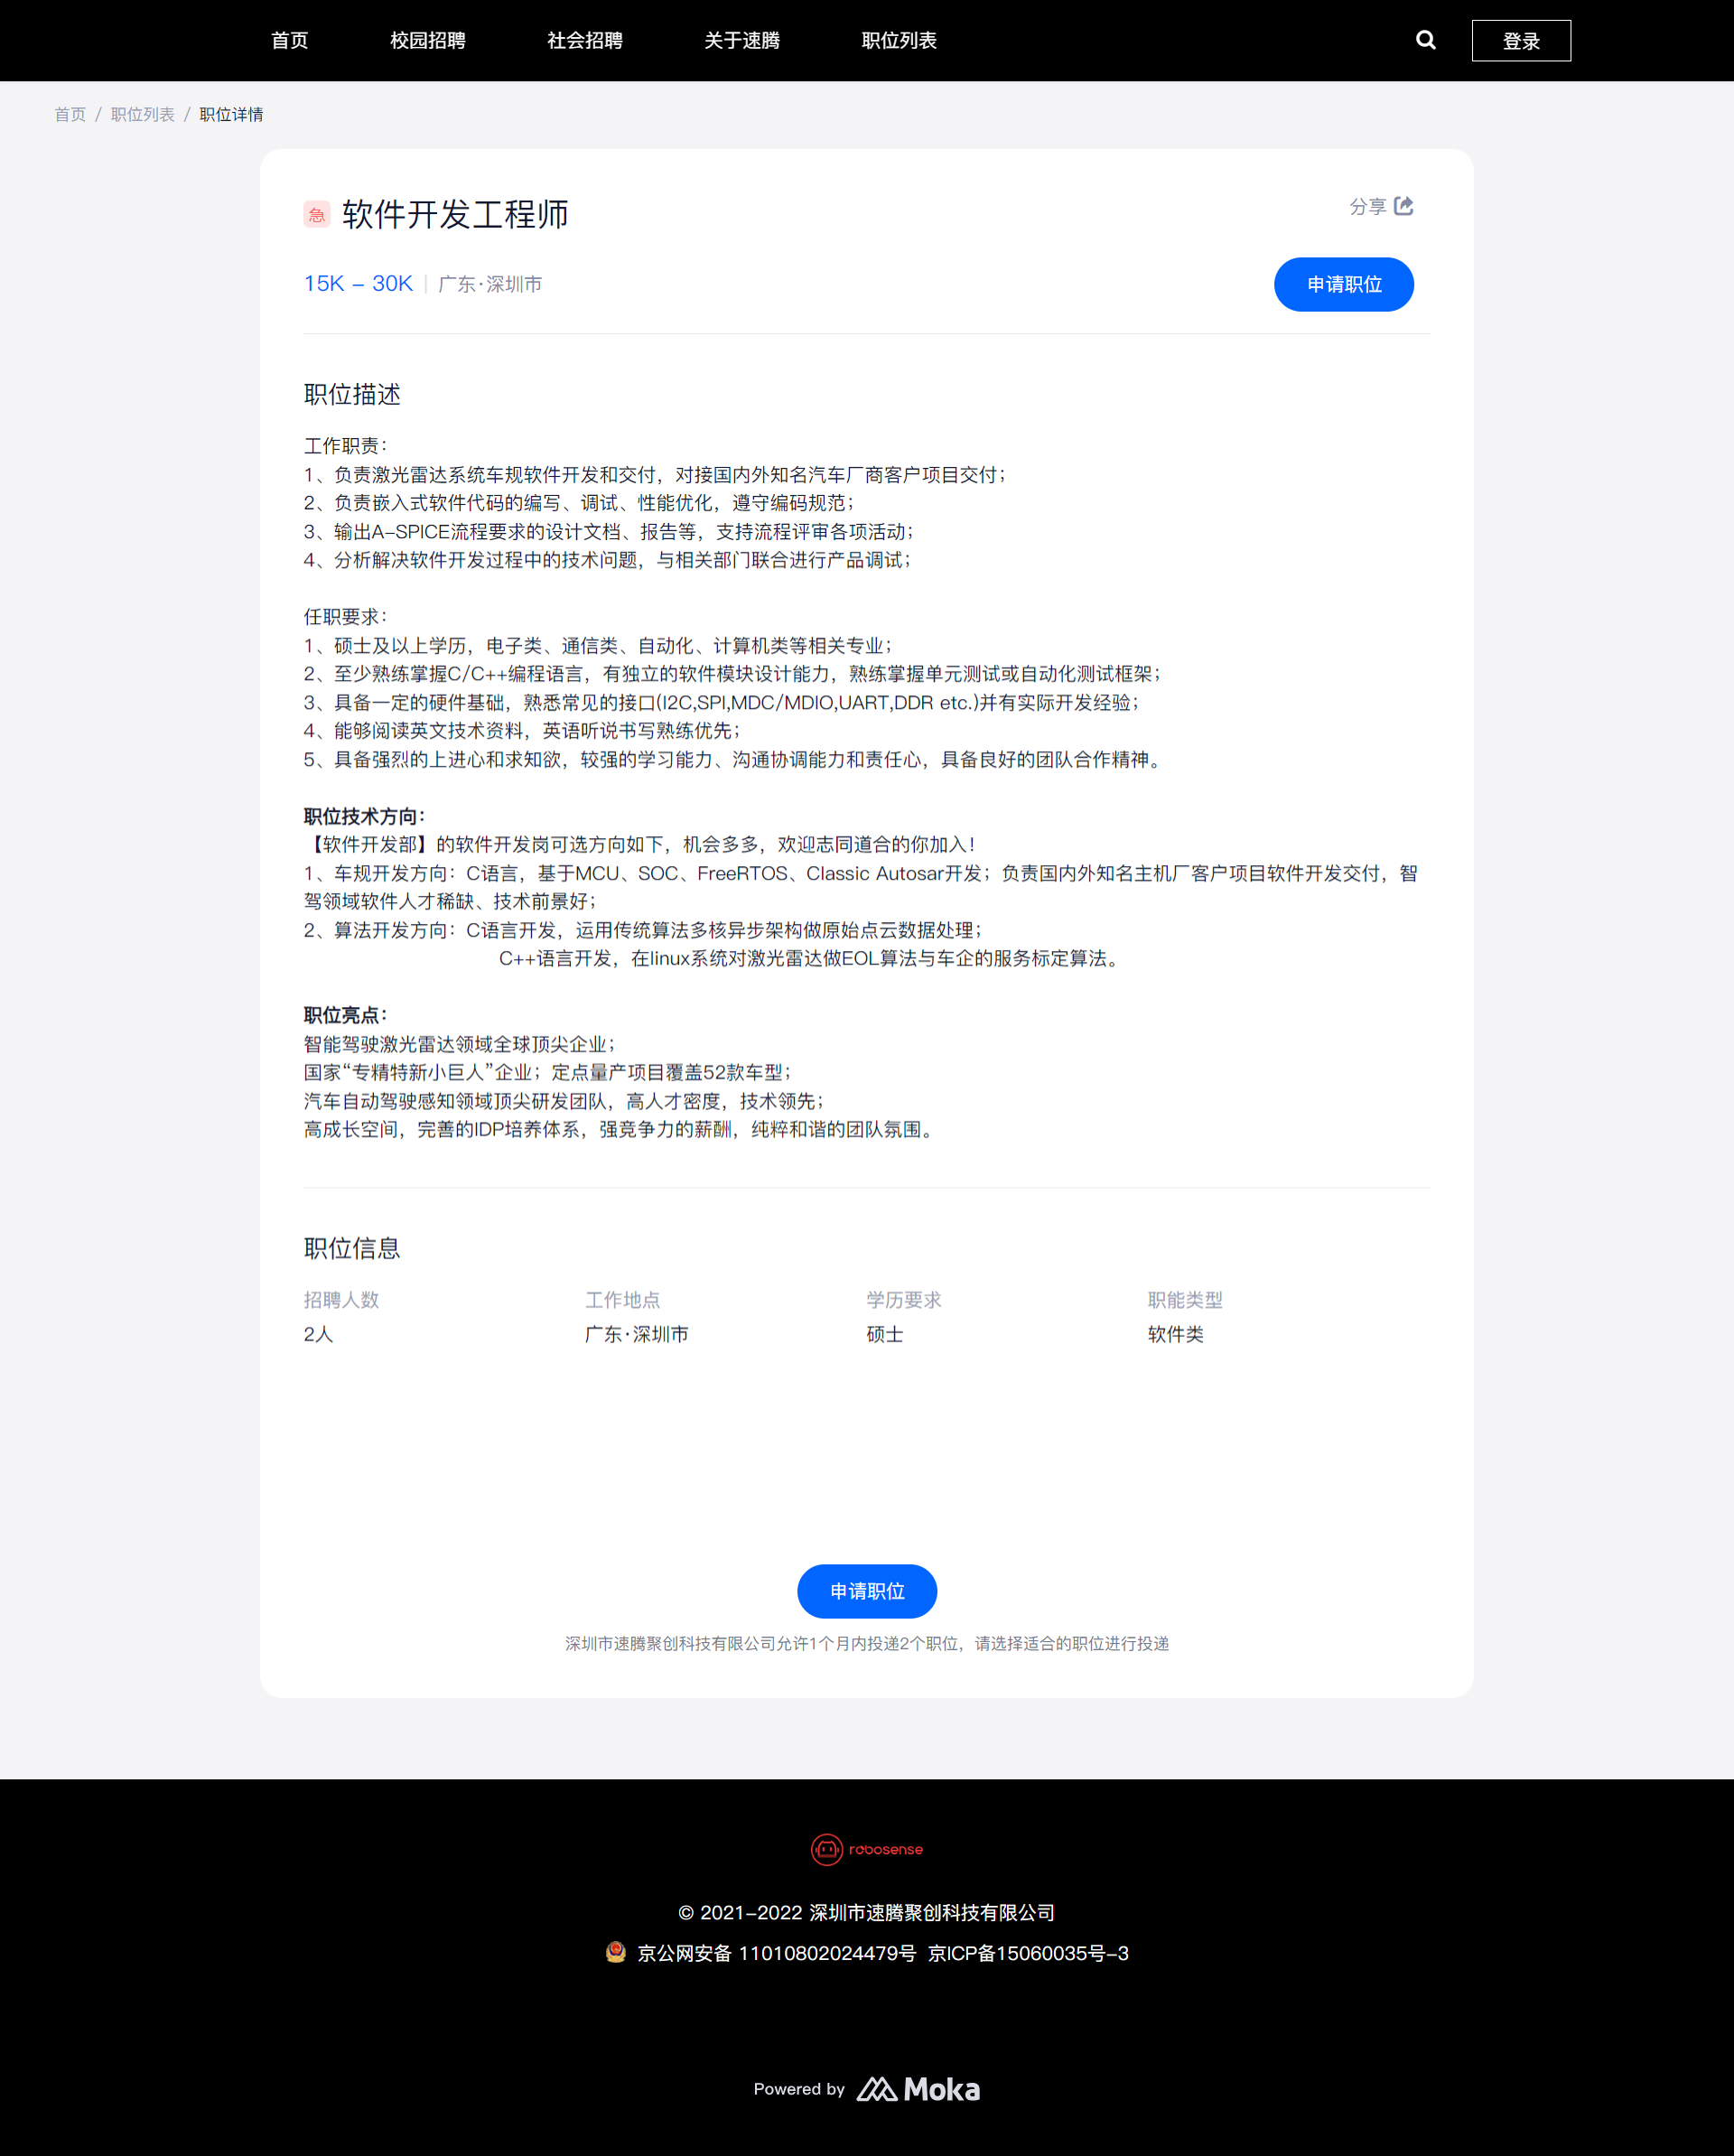 首页 校园招聘 社会招聘 关于速腾 职位列表 登录
首页 / 职位列表 / 职位详情
急 软件开发工程师 分享
15K - 30K | 广东·深圳市 申请职位
职位描述
工作职责：
1、负责激光雷达系统车规软件开发和交付，对接国内外知名汽车厂商客户项目交付；
2、负责嵌入式软件代码的编写、调试、性能优化，遵守编码规范；
3、输出A-SPICE流程要求的设计文档、报告等，支持流程评审各项活动；
4、分析解决软件开发过程中的技术问题，与相关部门联合进行产品调试；
任职要求：
1、硕士及以上学历，电子类、通信类、自动化、计算机类等相关专业；
2、至少熟练掌握C/C++编程语言，有独立的软件模块设计能力，熟练掌握单元测试或自动化测试框架；
3、具备一定的硬件基础，熟悉常见的接口(I2C,SPI,MDC/MDIO,UART,DDR etc.)并有实际开发经验；
4、能够阅读英文技术资料，英语听说书写熟练优先；
5、具备强烈的上进心和求知欲，较强的学习能力、沟通协调能力和责任心，具备良好的团队合作精神。
职位技术方向：
【软件开发部】的软件开发岗可选方向如下，机会多多，欢迎志同道合的你加入！
1、车规开发方向：C语言，基于MCU、SOC、FreeRTOS、Classic Autosar开发；负责国内外知名主机厂客户项目软件开发交付，智
驾领域软件人才稀缺、技术前景好；
2、算法开发方向：C语言开发，运用传统算法多核异步架构做原始点云数据处理；
C++语言开发，在linux系统对激光雷达做EOL算法与车企的服务标定算法。
职位亮点：
智能驾驶激光雷达领域全球顶尖企业；
国家“专精特新小巨人”企业；定点量产项目覆盖52款车型；
汽车自动驾驶感知领域顶尖研发团队，高人才密度，技术领先；
高成长空间，完善的IDP培养体系，强竞争力的薪酬，纯粹和谐的团队氛围。
职位信息
招聘人数 工作地点 学历要求 职能类型
2人 广东·深圳市 硕士 软件类
申请职位
深圳市速腾聚创科技有限公司允许1个月内投递2个职位，请选择适合的职位进行投递
robosense
© 2021-2022 深圳市速腾聚创科技有限公司
京公网安备 11010802024479号 京ICP备15060035号-3
Powered by Moka